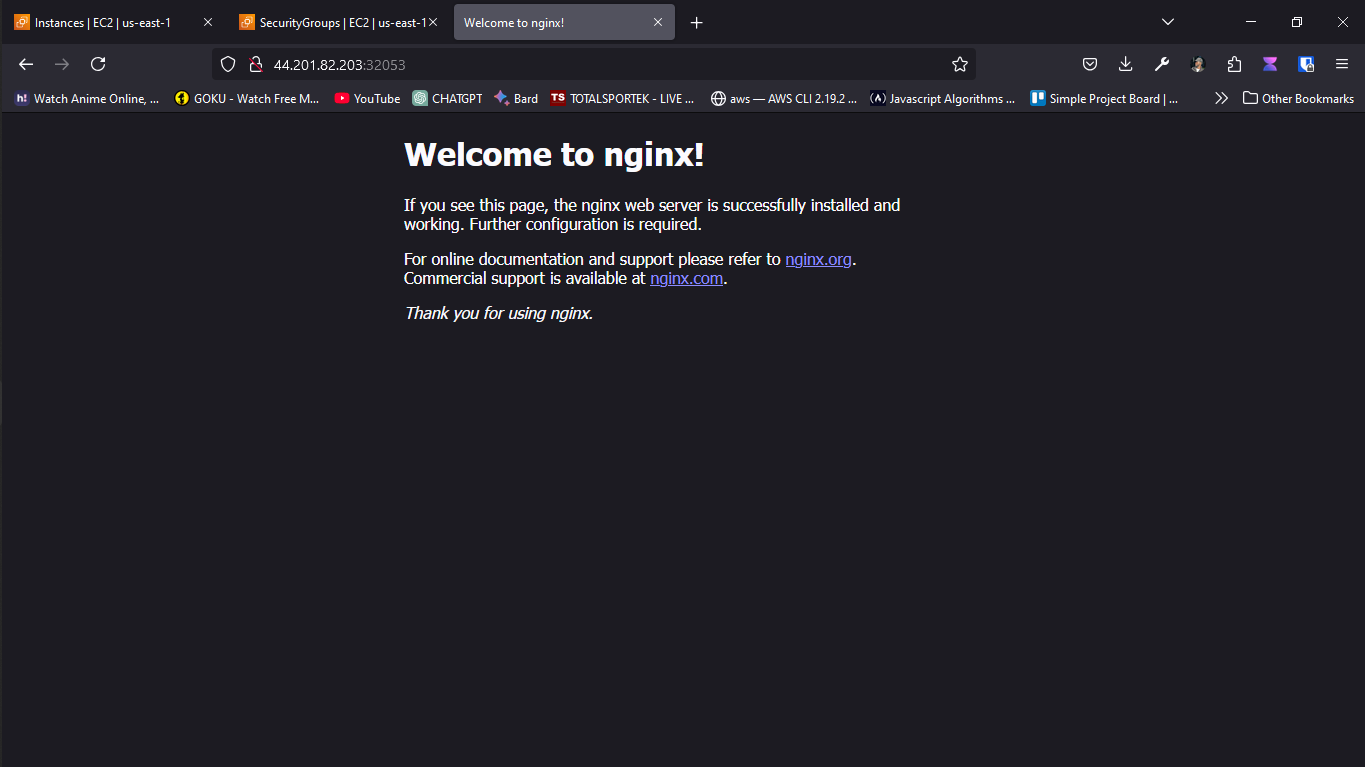 Instances | EC2 | us-east-1
SecurityGroups | EC2 | us-east-1
Welcome to nginx!
44.201.82.203:32053
h! Watch Anime Online, ...
GOKU - Watch Free M...
YouTube
CHATGPT
Bard
TS TOTALSPORTEK - LIVE ...
aws — AWS CLI 2.19.2 ...
(A) Javascript Algorithms ...
Simple Project Board | ...
Other Bookmarks
Welcome to nginx!
If you see this page, the nginx web server is successfully installed and
working. Further configuration is required.
For online documentation and support please refer to nginx.org.
Commercial support is available at nginx.com.
Thank you for using nginx.